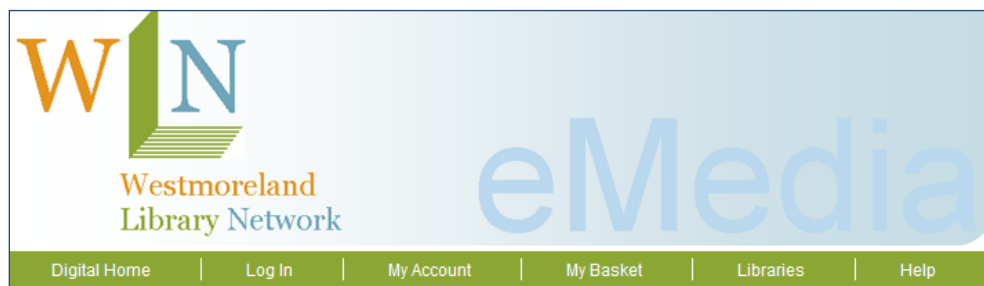 WLN
eMedia
Westmoreland
Library Network
Digital Home Log In My Account My Basket Libraries Help